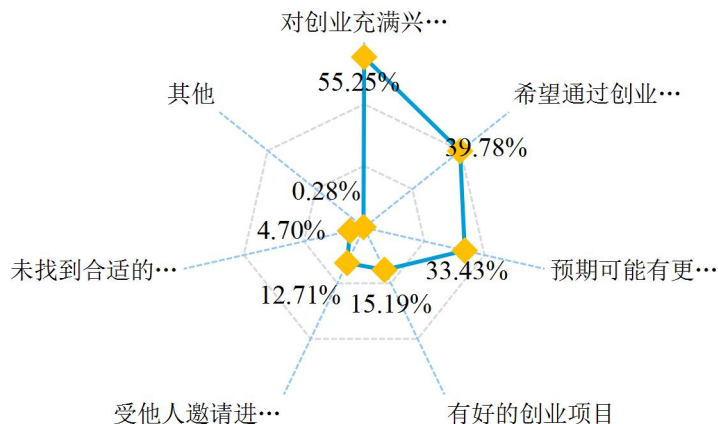 对创业充满兴…
55.25%
其他
希望通过创业…
39.78%
0.28%
4.70%
未找到合适的…
33.43%
预期可能有更…
12.71%
15.19%
受他人邀请进…
有好的创业项目